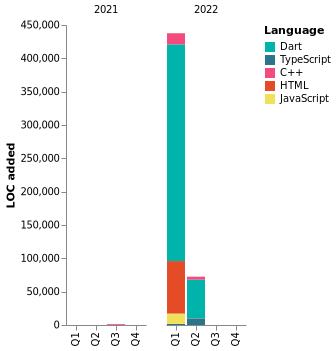 2021 2022
Language
Dart
TypeScript
C++
HTML
JavaScript
LOC added
450,000
400,000
350,000
300,000
250,000
200,000
150,000
100,000
50,000
0
Q1 Q2 Q3 Q4 Q1 Q2 Q3 Q4